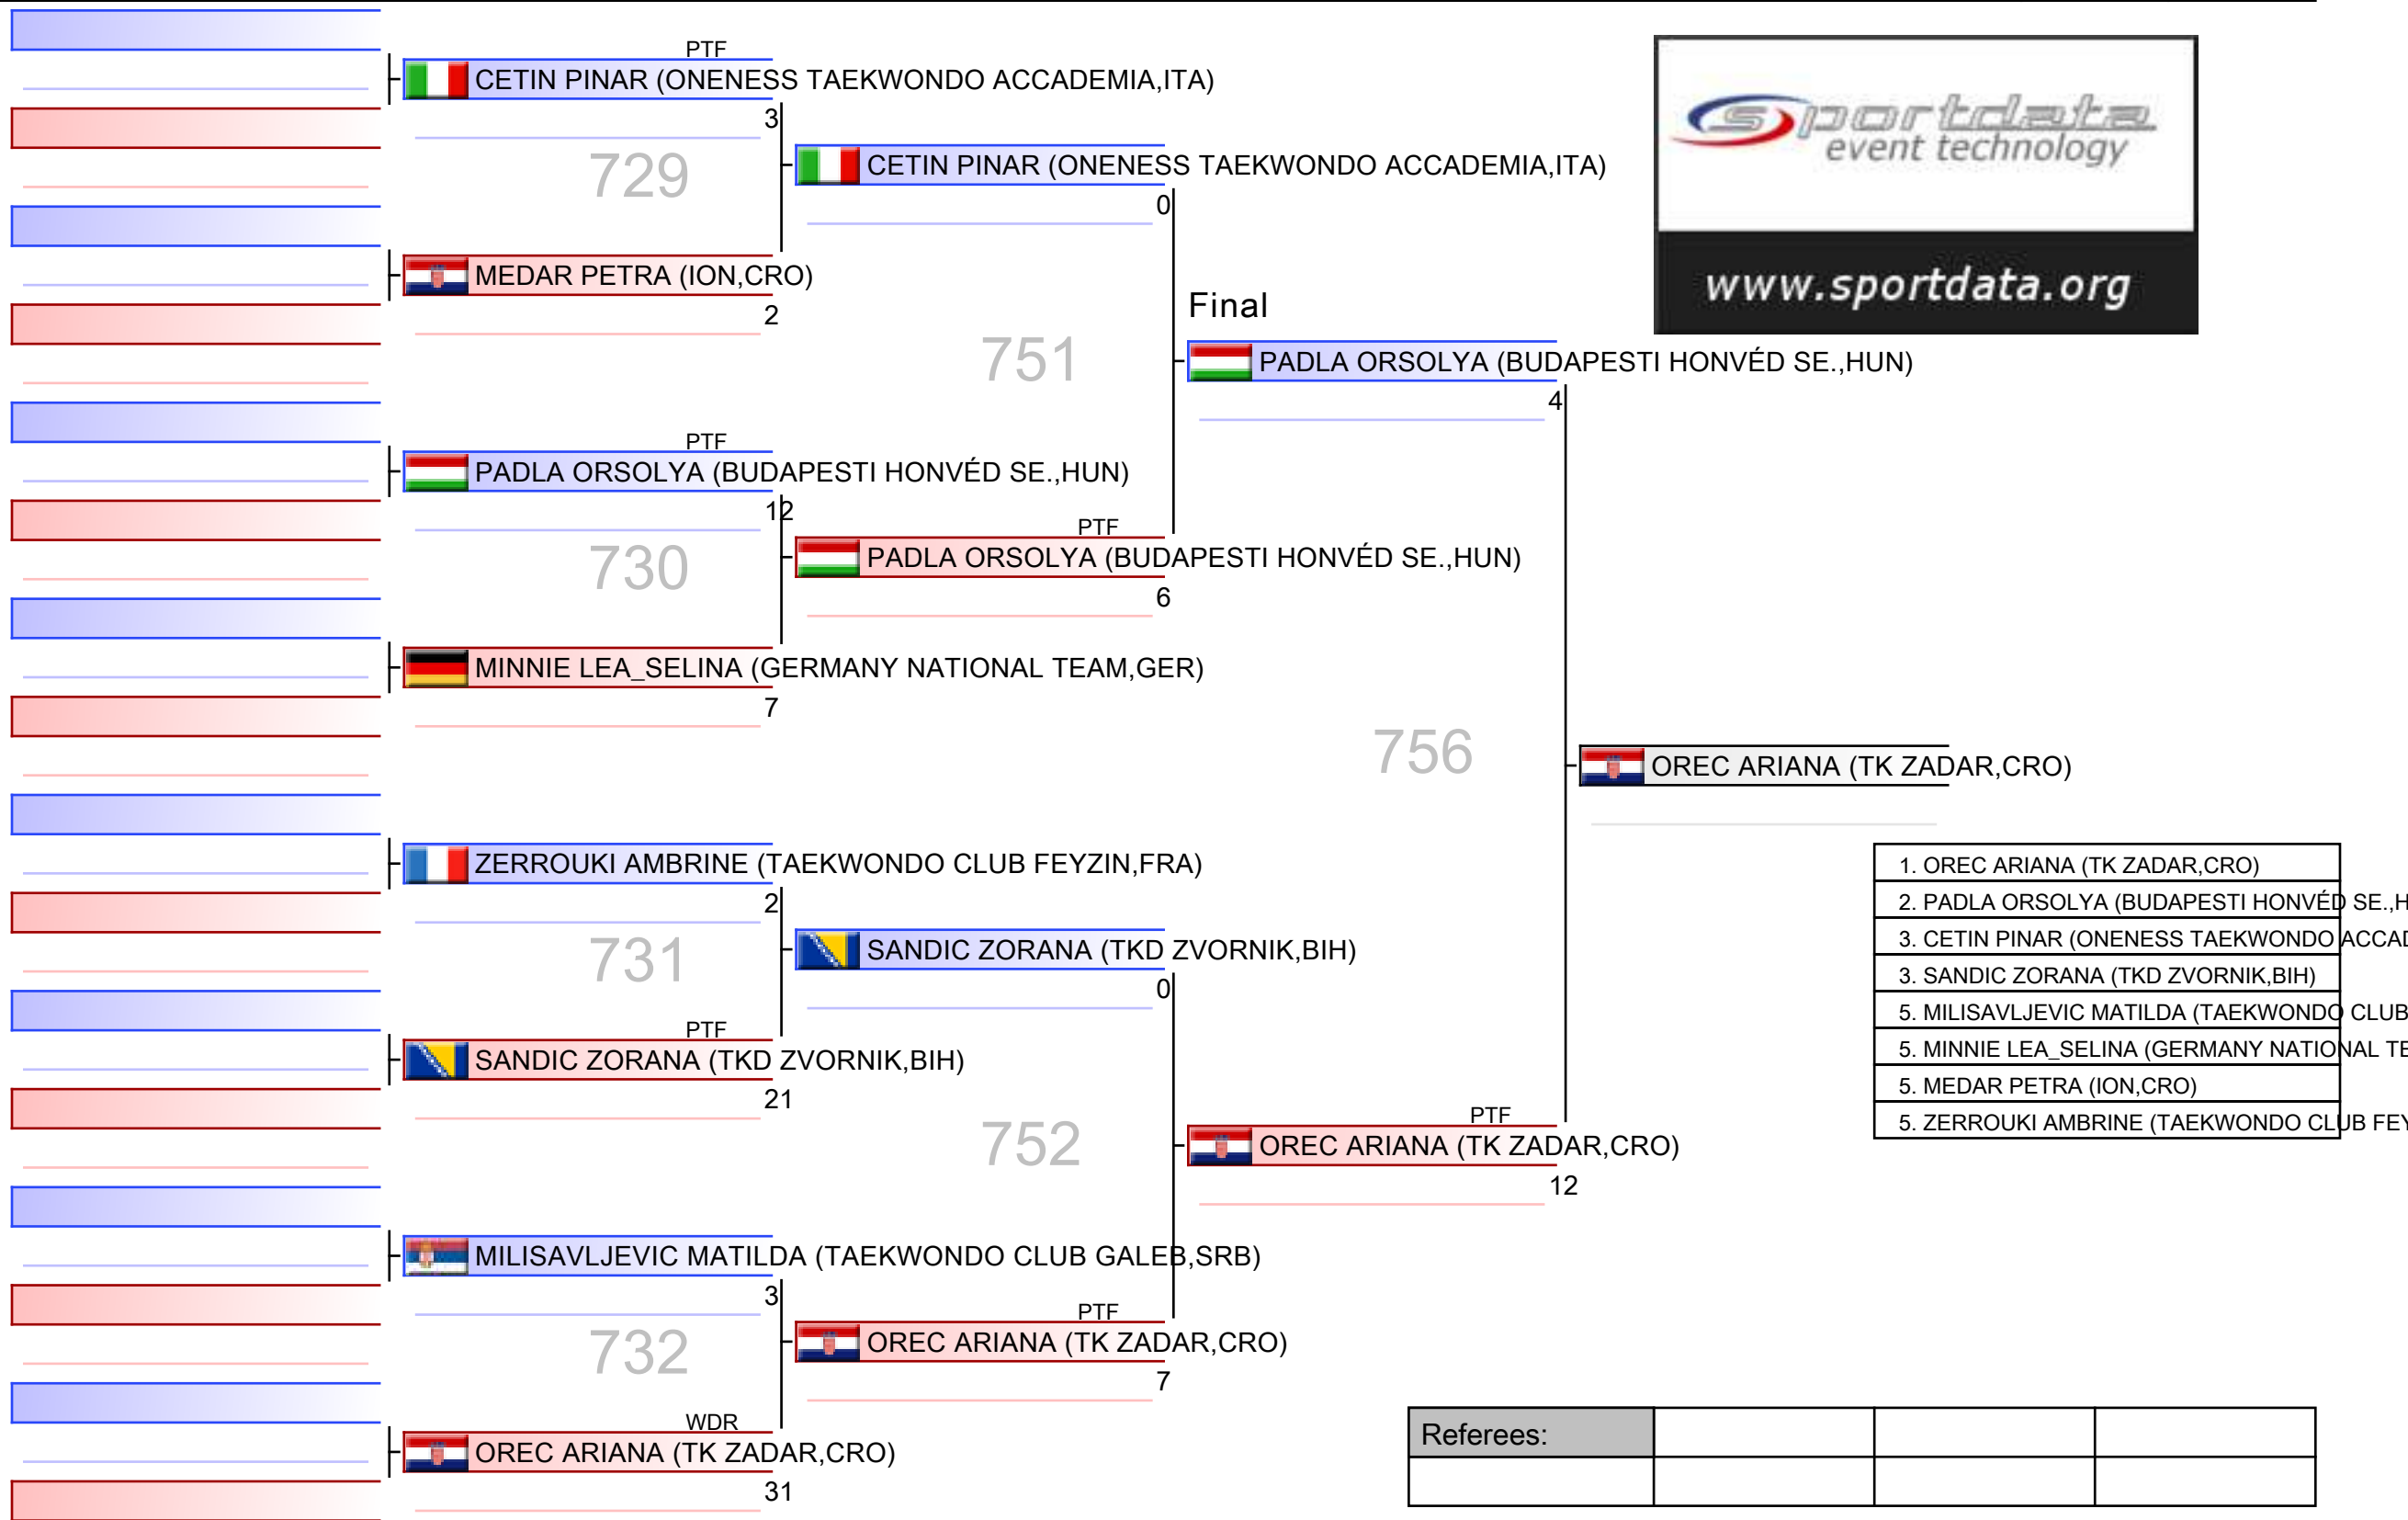 PTF
CETIN PINAR (ONENESS TAEKWONDO ACCADEMIA,ITA)
3
729
MEDAR PETRA (ION,CRO)
2
PTF
PADLA ORSOLYA (BUDAPESTI HONVÉD SE.,HUN)
12
730
MINNIE LEA_SELINA (GERMANY NATIONAL TEAM,GER)
7
ZERROUKI AMBRINE (TAEKWONDO CLUB FEYZIN,FRA)
2
731
PTF
SANDIC ZORANA (TKD ZVORNIK,BIH)
21
MILISAVLJEVIC MATILDA (TAEKWONDO CLUB GALEB,SRB)
3
732
WDR
OREC ARIANA (TK ZADAR,CRO)
31
CETIN PINAR (ONENESS TAEKWONDO ACCADEMIA,ITA)
0
751
PTF
PADLA ORSOLYA (BUDAPESTI HONVÉD SE.,HUN)
6
SANDIC ZORANA (TKD ZVORNIK,BIH)
0
752
PTF
OREC ARIANA (TK ZADAR,CRO)
7
Final
PADLA ORSOLYA (BUDAPESTI HONVÉD SE.,HUN)
4
756
PTF
OREC ARIANA (TK ZADAR,CRO)
12
OREC ARIANA (TK ZADAR,CRO)
sportdata
event technology
www.sportdata.org
1. OREC ARIANA (TK ZADAR,CRO)
2. PADLA ORSOLYA (BUDAPESTI HONVÉD SE.,H
3. CETIN PINAR (ONENESS TAEKWONDO ACCAD
3. SANDIC ZORANA (TKD ZVORNIK,BIH)
5. MILISAVLJEVIC MATILDA (TAEKWONDO CLUB
5. MINNIE LEA_SELINA (GERMANY NATIONAL TE
5. MEDAR PETRA (ION,CRO)
5. ZERROUKI AMBRINE (TAEKWONDO CLUB FEY
Referees: